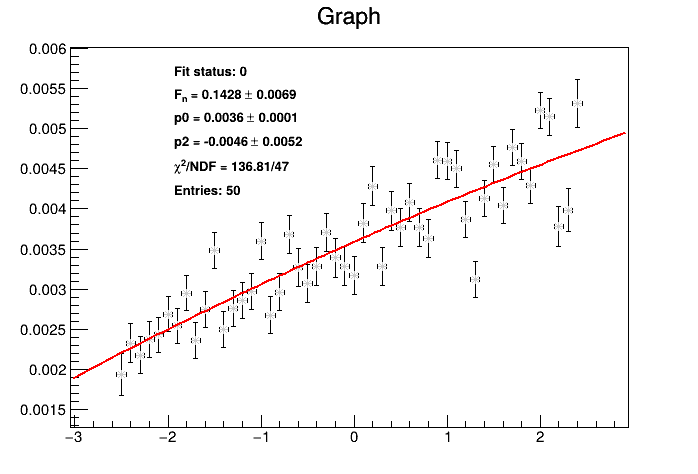 Graph
0.006
Fit status: 0
0.0055
Fn = 0.1428 ± 0.0069
p0 = 0.0036 ± 0.0001
0.005
p2 = -0.0046 ± 0.0052
χ²/NDF = 136.81/47
0.0045
Entries: 50
0.004
0.0035
0.003
0.0025
0.002
0.0015
−3 −2 −1 0 1 2